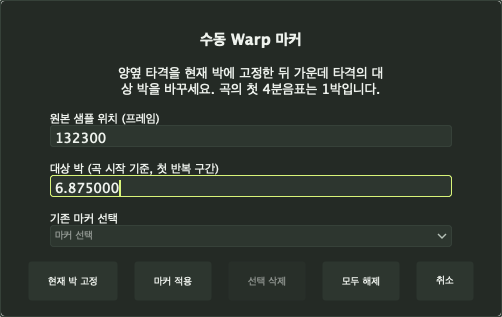 수동 Warp 마커
양옆 타격을 현재 박에 고정한 뒤 가운데 타격의 대
상 박을 바꾸세요. 곡의 첫 4분음표는 1박입니다.
원본 샘플 위치 (프레임)
132300
대상 박 (곡 시작 기준, 첫 반복 구간)
6.875000
기존 마커 선택
마커 선택
현재 박 고정 마커 적용 선택 삭제 모두 해제 취소